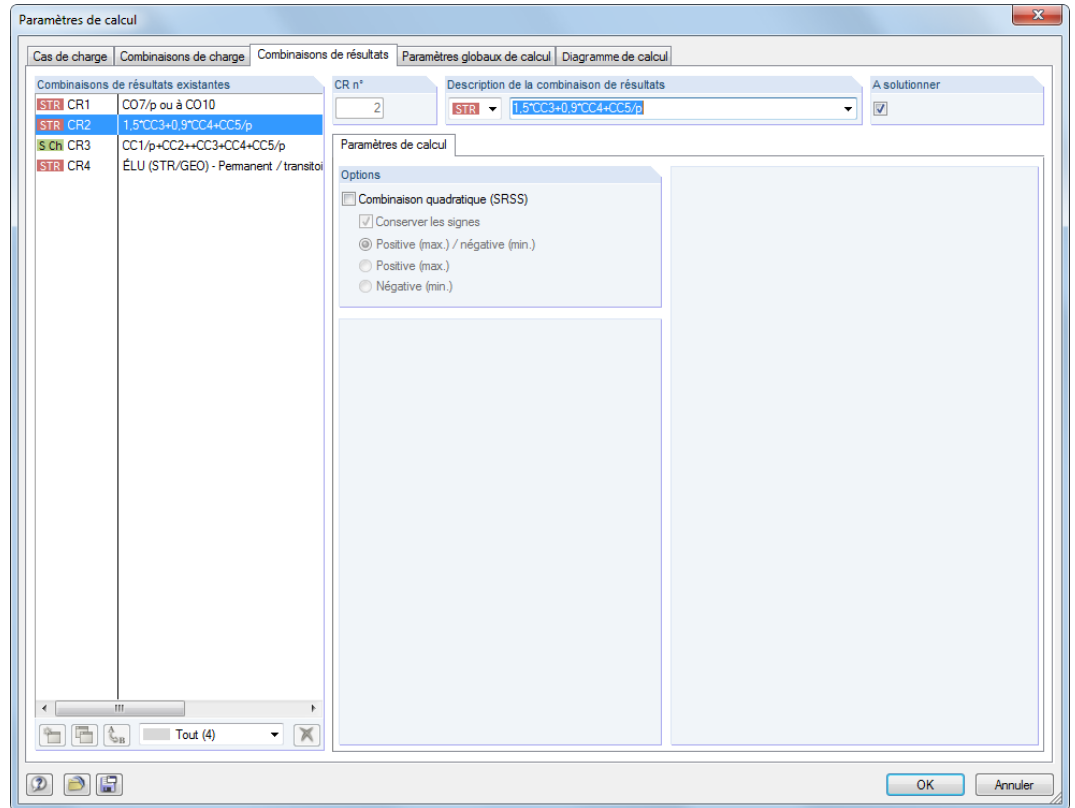 Paramètres de calcul
Cas de charge Combinaisons de charge Combinaisons de résultats Paramètres globaux de calcul Diagramme de calcul
Combinaisons de résultats existantes
STR CR1 CO7/p ou à CO10
STR CR2 1,5*CC3+0,9*CC4+CC5/p
S Ch CR3 CC1/p+CC2++CC3+CC4+CC5/p
STR CR4 ÉLU (STR/GEO) - Permanent / transitoi
Tout (4)
CR n°
2
Description de la combinaison de résultats
STR 1,5*CC3+0,9*CC4+CC5/p
A solutionner
Paramètres de calcul
Options
Combinaison quadratique (SRSS)
Conserver les signes
Positive (max.) / négative (min.)
Positive (max.)
Négative (min.)
OK Annuler